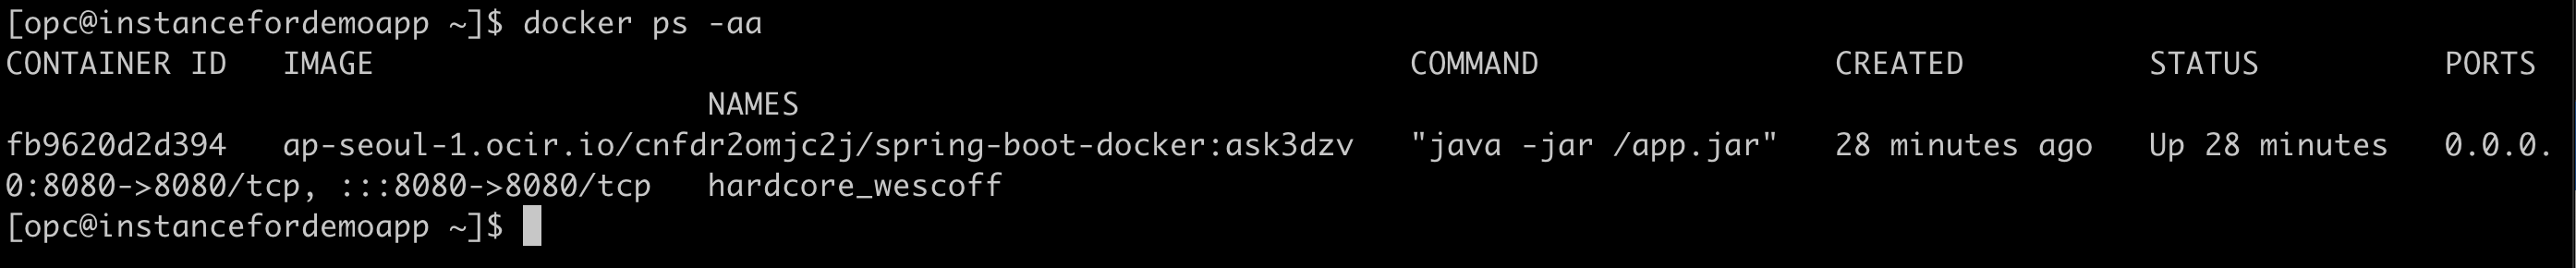 [opc@instancefordemoapp ~]$ docker ps -aa
CONTAINER ID   IMAGE                                                        COMMAND                CREATED          STATUS          PORTS
                                      NAMES
fb9620d2d394   ap-seoul-1.ocir.io/cnfdr2omjc2j/spring-boot-docker:ask3dzv   "java -jar /app.jar"   28 minutes ago   Up 28 minutes   0.0.0.
0:8080->8080/tcp, :::8080->8080/tcp   hardcore_wescoff
[opc@instancefordemoapp ~]$